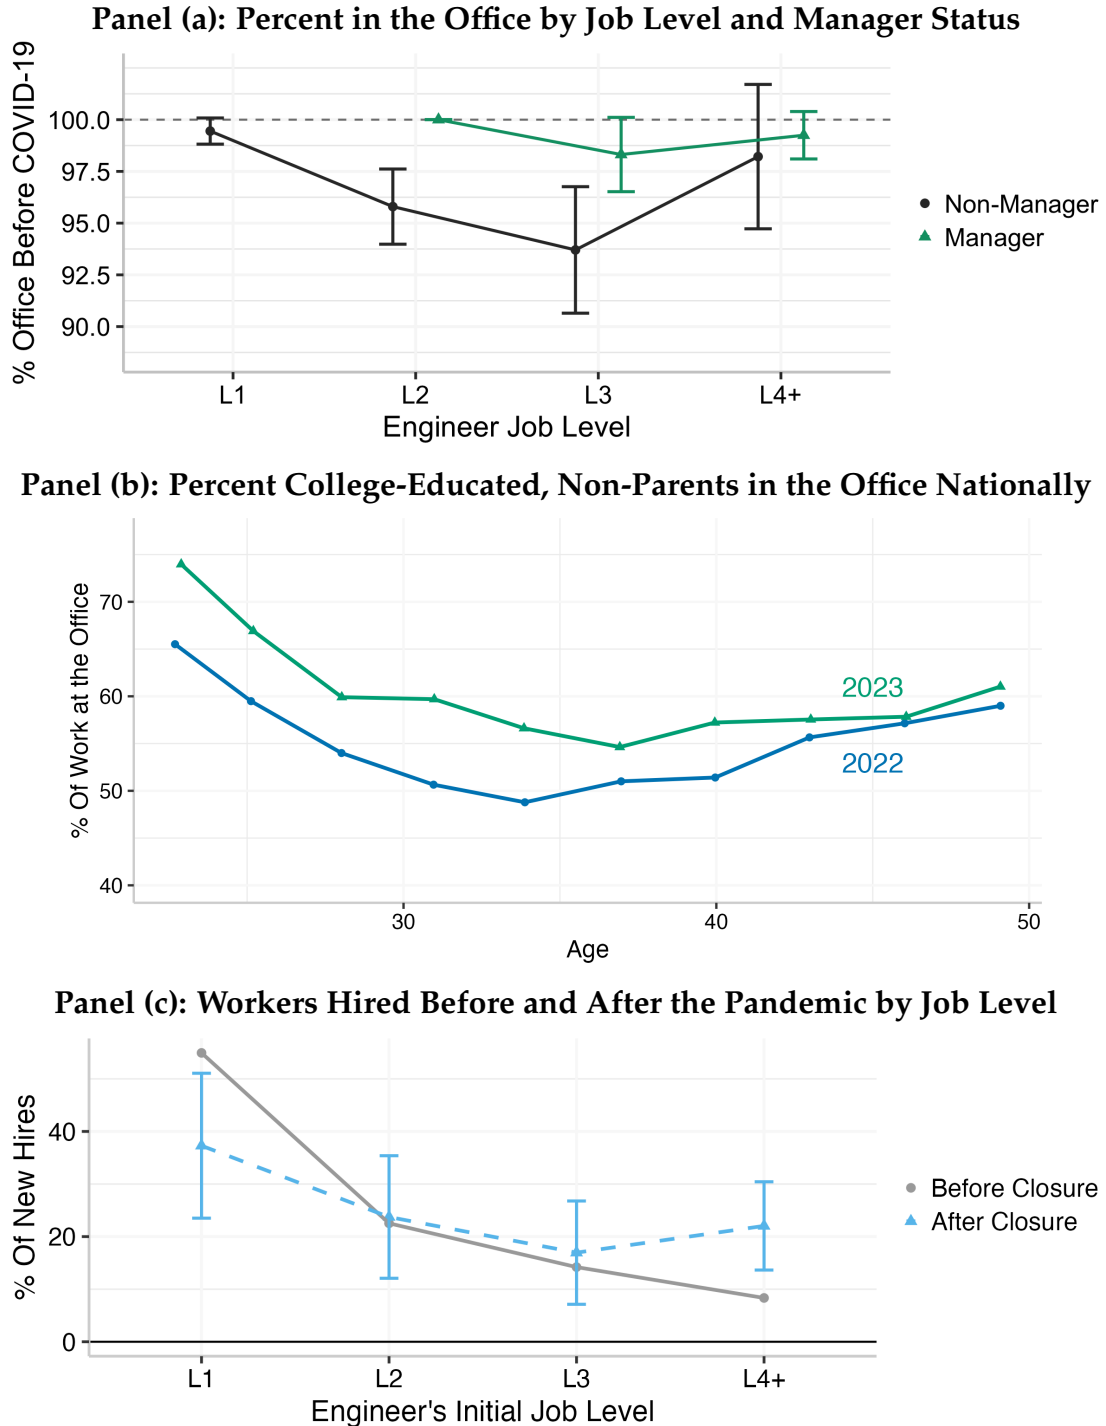 Panel (a): Percent in the Office by Job Level and Manager Status
% Office Before COVID-19
100.0
97.5
95.0
92.5
90.0
L1 L2 L3 L4+
Engineer Job Level
Non-Manager
Manager
Panel (b): Percent College-Educated, Non-Parents in the Office Nationally
% Of Work at the Office
70
60
50
40
2023
2022
30 40 50
Age
Panel (c): Workers Hired Before and After the Pandemic by Job Level
% Of New Hires
40
20
0
L1 L2 L3 L4+
Engineer's Initial Job Level
Before Closure
After Closure